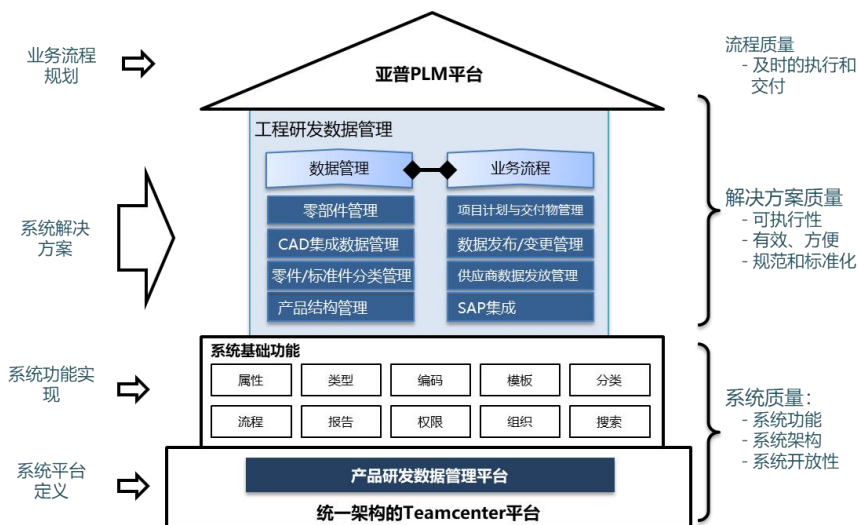 业务流程
规划
亚普PLM平台
流程质量
- 及时的执行和
交付
工程研发数据管理
数据管理
业务流程
零部件管理
项目计划与交付物管理
CAD集成数据管理
数据发布/变更管理
零件/标准件分类管理
供应商数据发放管理
产品结构管理
SAP集成
系统解决
方案
解决方案质量
- 可执行性
- 有效、方便
- 规范和标准化
系统基础功能
属性
类型
编码
模板
分类
流程
报告
权限
组织
搜索
系统功能实
现
系统质量：
- 系统功能
- 系统架构
- 系统开放性
系统平台
定义
产品研发数据管理平台
统一架构的Teamcenter平台